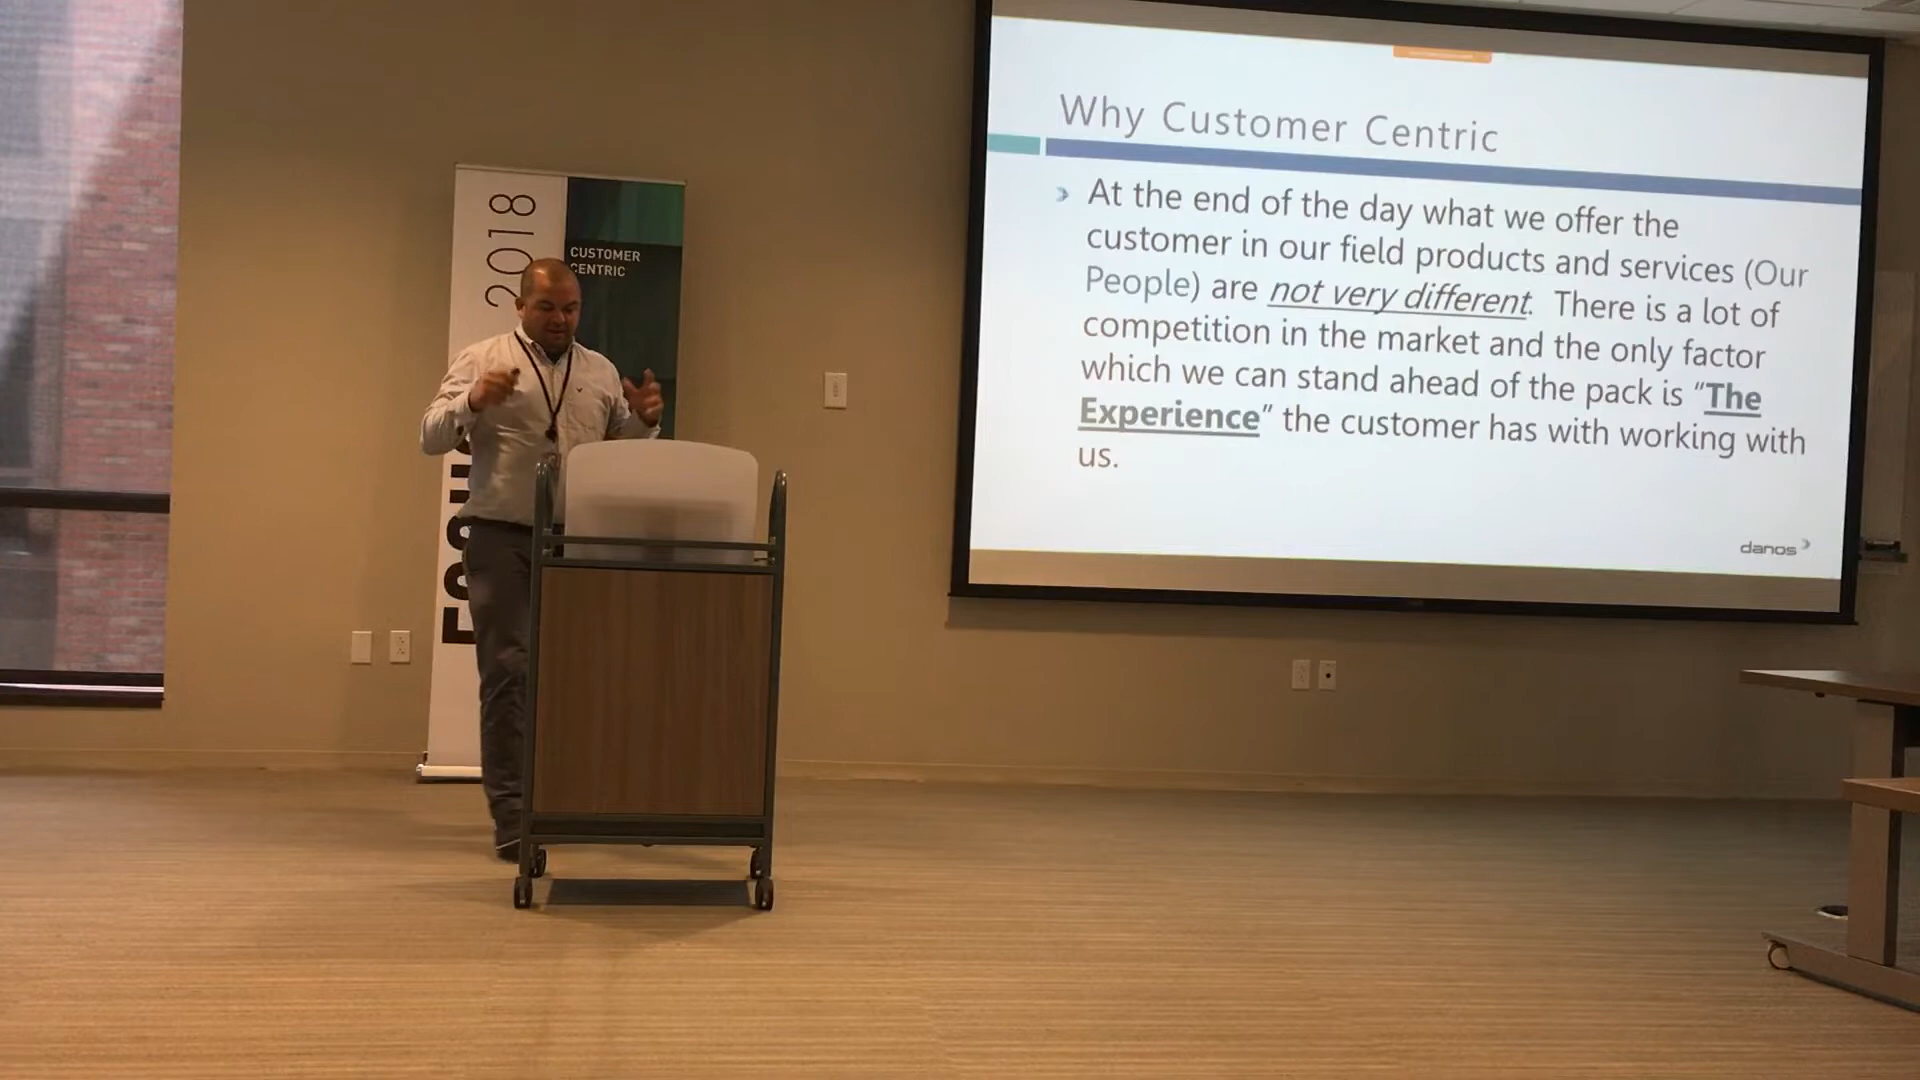 2018
CUSTOMER
CENTRIC
Why Customer Centric
At the end of the day what we offer the
customer in our field products and services (Our
People) are not very different. There is a lot of
competition in the market and the only factor
which we can stand ahead of the pack is “The
Experience” the customer has with working with
us.
danos